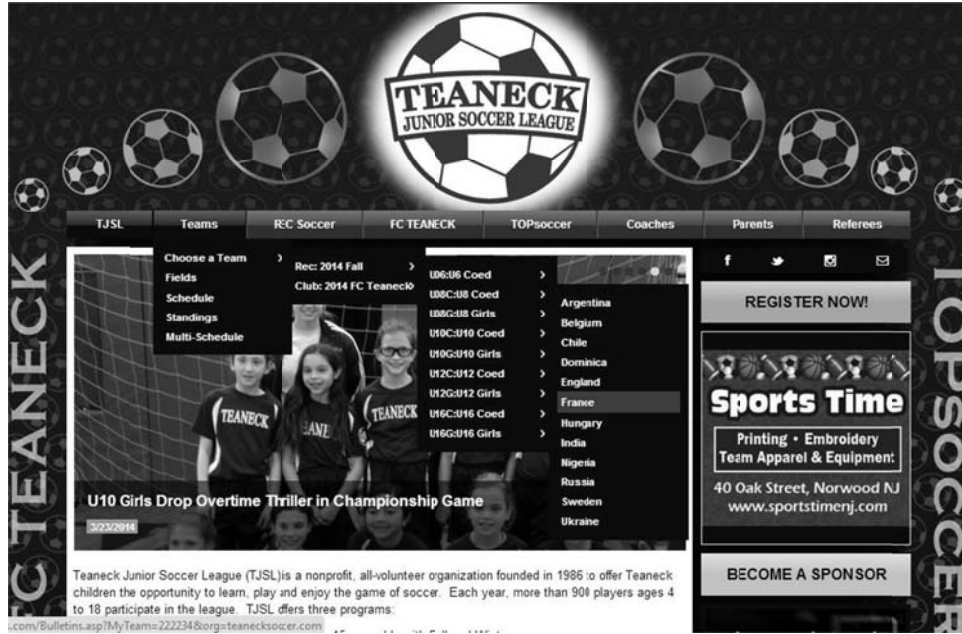 TEANECK
JUNIOR SOCCER LEAGUE
TJSL
Teams
REC Soccer
FC TEANECK
TOPsoccer
Coaches
Parents
Referees
Choose a Team >
Fields
Schedule
Standings
Multi-Schedule
Rec: 2014 Fall >
Club: 2014 FC Teaneck >
U06:U6 Coed >
U08C:U8 Coed >
U08G:U8 Girls >
U10C:U10 Coed >
U10G:U10 Girls >
U12C:U12 Coed >
U12G:U12 Girls >
U16C:U16 Coed >
U16G:U16 Girls >
Argentina
Belgium
Chile
Dominica
England
France
Hungary
India
Nigeria
Russia
Sweden
Ukraine
TEANECK
TEANECK
U10 Girls Drop Overtime Thriller in Championship Game
3/23/2014
REGISTER NOW!
Sports Time
Printing • Embroidery
Team Apparel & Equipment
40 Oak Street, Norwood NJ
www.sportstimenj.com
BECOME A SPONSOR
FC TEANECK
TOPSOCCER
Teaneck Junior Soccer League (TJSL)is a nonprofit, all-volunteer organization founded in 1986 to offer Teaneck
children the opportunity to learn, play and enjoy the game of soccer. Each year, more than 900 players ages 4
to 18 participate in the league. TJSL offers three programs:
s.com/Bulletins.asp?MyTeam=222234&org=teanecksoccer.com